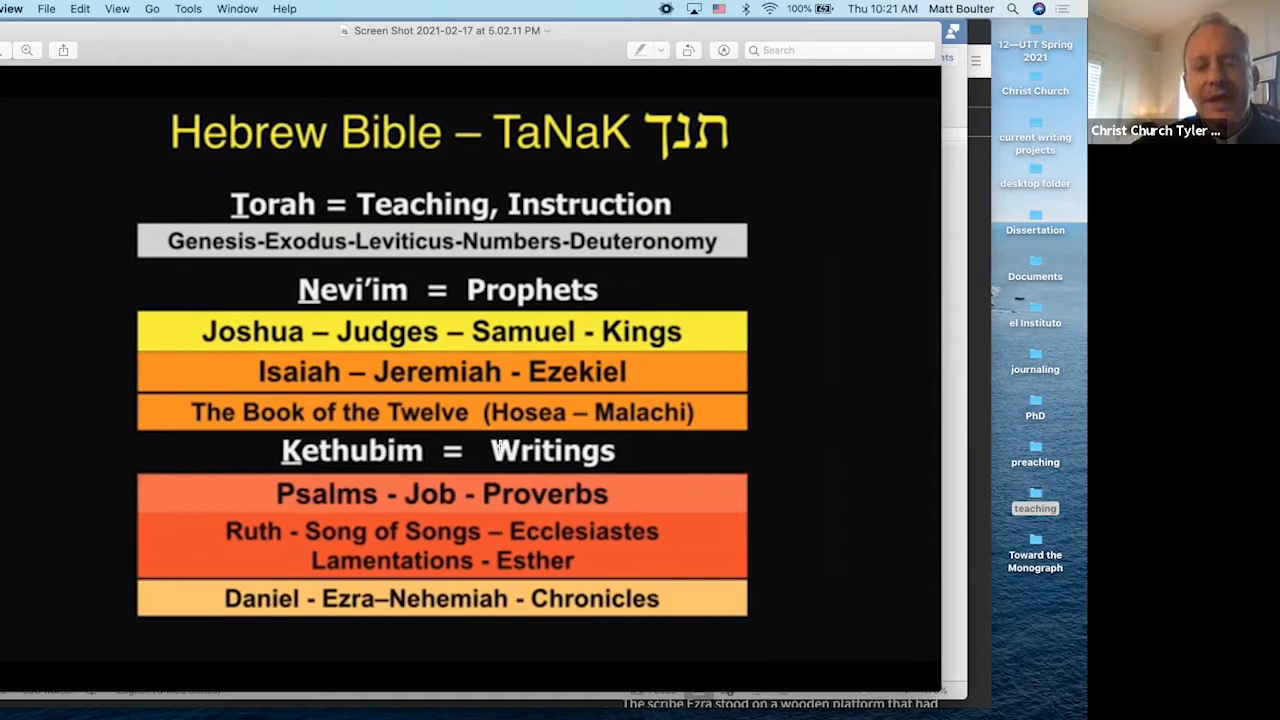 view File Edit View Go Tools Window Help 100% Thu 10:21 AM Matt Boulter
Screen Shot 2021-02-17 at 5.02.11 PM
Search
Hebrew Bible – TaNaK תנך
Torah = Teaching, Instruction
Genesis-Exodus-Leviticus-Numbers-Deuteronomy
Nevi’im = Prophets
Joshua – Judges – Samuel - Kings
Isaiah – Jeremiah - Ezekiel
The Book of the Twelve (Hosea – Malachi)
Kethubim = Writings
Psalms - Job - Proverbs
Ruth - Song of Songs – Ecclesiastes
Lamentations - Esther
Daniel - Ezra–Nehemiah - Chronicles
The scribe Ezra stood on a wooden platform that had
12—UTT Spring
2021
Christ Church
current writing
projects
desktop folder
Dissertation
Documents
el Instituto
journaling
PhD
preaching
teaching
Toward the
Monograph
Christ Church Tyler ...